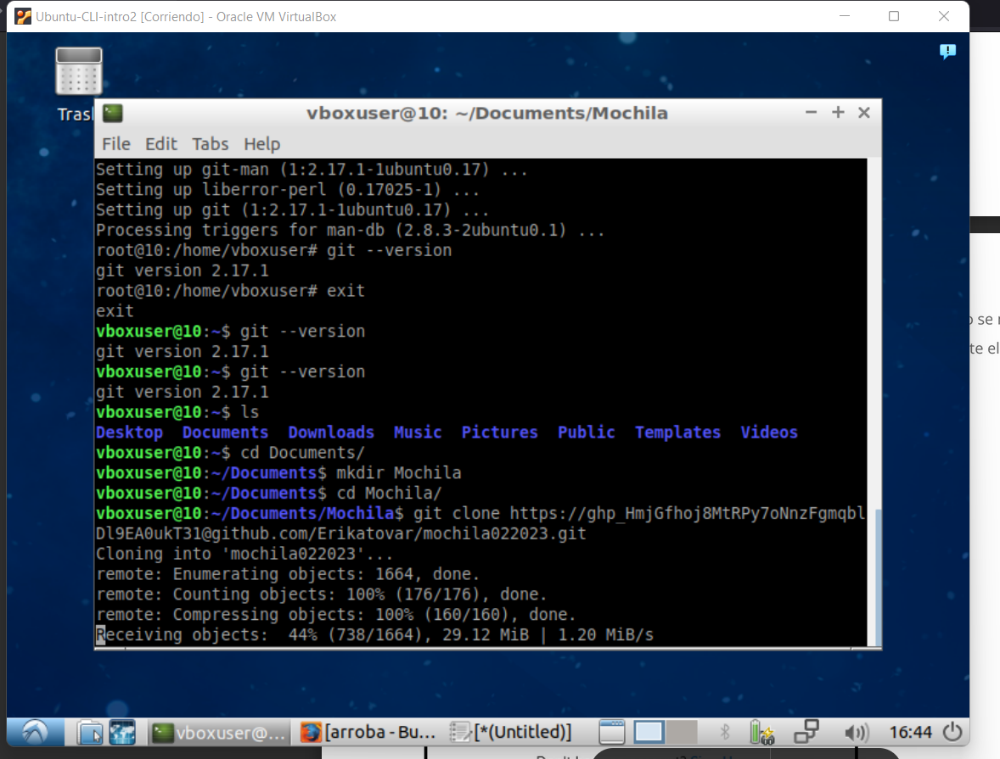 Ubuntu-CLI-intro2 [Corriendo] - Oracle VM VirtualBox
Tras
vboxuser@10: ~/Documents/Mochila
File Edit Tabs Help
Setting up git-man (1:2.17.1-1ubuntu0.17) ...
Setting up liberror-perl (0.17025-1) ...
Setting up git (1:2.17.1-1ubuntu0.17) ...
Processing triggers for man-db (2.8.3-2ubuntu0.1) ...
root@10:/home/vboxuser# git --version
git version 2.17.1
root@10:/home/vboxuser# exit
exit
vboxuser@10:~$ git --version
git version 2.17.1
vboxuser@10:~$ git --version
git version 2.17.1
vboxuser@10:~$ ls
Desktop Documents Downloads Music Pictures Public Templates Videos
vboxuser@10:~$ cd Documents/
vboxuser@10:~/Documents$ mkdir Mochila
vboxuser@10:~/Documents$ cd Mochila/
vboxuser@10:~/Documents/Mochila$ git clone https://ghp_HmjGfhoj8MtRPy7oNnzFgmqbl
Dl9EA0ukT31@github.com/Erikatovar/mochila022023.git
Cloning into 'mochila022023'...
remote: Enumerating objects: 1664, done.
remote: Counting objects: 100% (176/176), done.
remote: Compressing objects: 100% (160/160), done.
Receiving objects: 44% (738/1664), 29.12 MiB | 1.20 MiB/s
se
te el
vboxuser@... [arroba - Bu... [*(Untitled)] 16:44